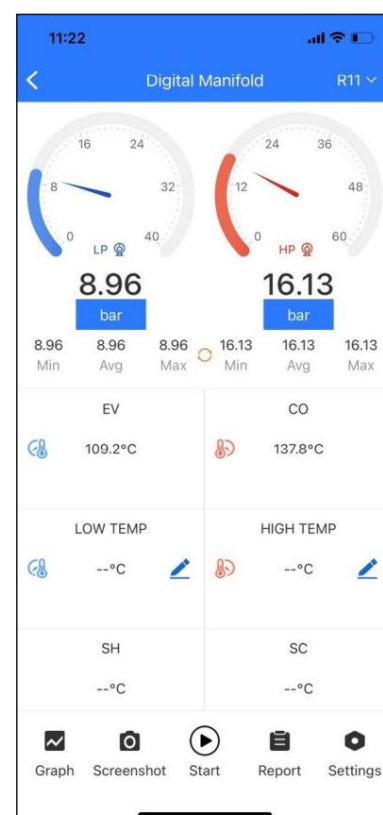 11:22
Digital Manifold R11
16 24
8 32
0 40
LP
24 36
12 48
0 60
HP
8.96 16.13
bar bar
8.96 8.96 8.96 16.13 16.13 16.13
Min Avg Max Min Avg Max
EV CO
109.2°C 137.8°C
LOW TEMP HIGH TEMP
--°C --°C
SH SC
--°C --°C
Graph Screenshot Start Report Settings